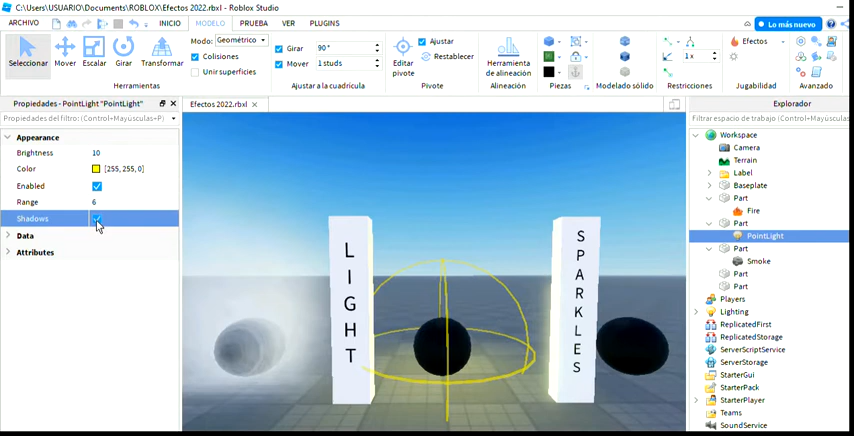 C:\Users\USUARIO\Documents\ROBLOX\Efectos 2022.rbxl - Roblox Studio
ARCHIVO INICIO MODELO PRUEBA VER PLUGINS
Lo más nuevo
Seleccionar Mover Escalar Girar Transformar
Herramientas
Modo: Geométrico
Colisiones
Unir superficies
Girar 90°
Mover 1 studs
Ajustar a la cuadrícula
Editar pivote
Ajustar
Restablecer
Pivote
Herramienta de alineación
Alineación
Piezas
Modelado sólido
1x
Restricciones
Efectos
Jugabilidad
Avanzado
Propiedades - PointLight "PointLight"
Propiedades del filtro: (Control+Mayúsculas+P)
Appearance
Brightness 10
Color [255, 255, 0]
Enabled
Range 6
Shadows
Data
Attributes
Efectos 2022.rbxl
LIGHT
SPARKLES
Explorador
Filtrar espacio de trabajo (Control+Mayúsculas+
Workspace
Camera
Terrain
Label
Baseplate
Part
Fire
Part
PointLight
Part
Smoke
Part
Part
Players
Lighting
ReplicatedFirst
ReplicatedStorage
ServerScriptService
ServerStorage
StarterGui
StarterPack
StarterPlayer
Teams
SoundService